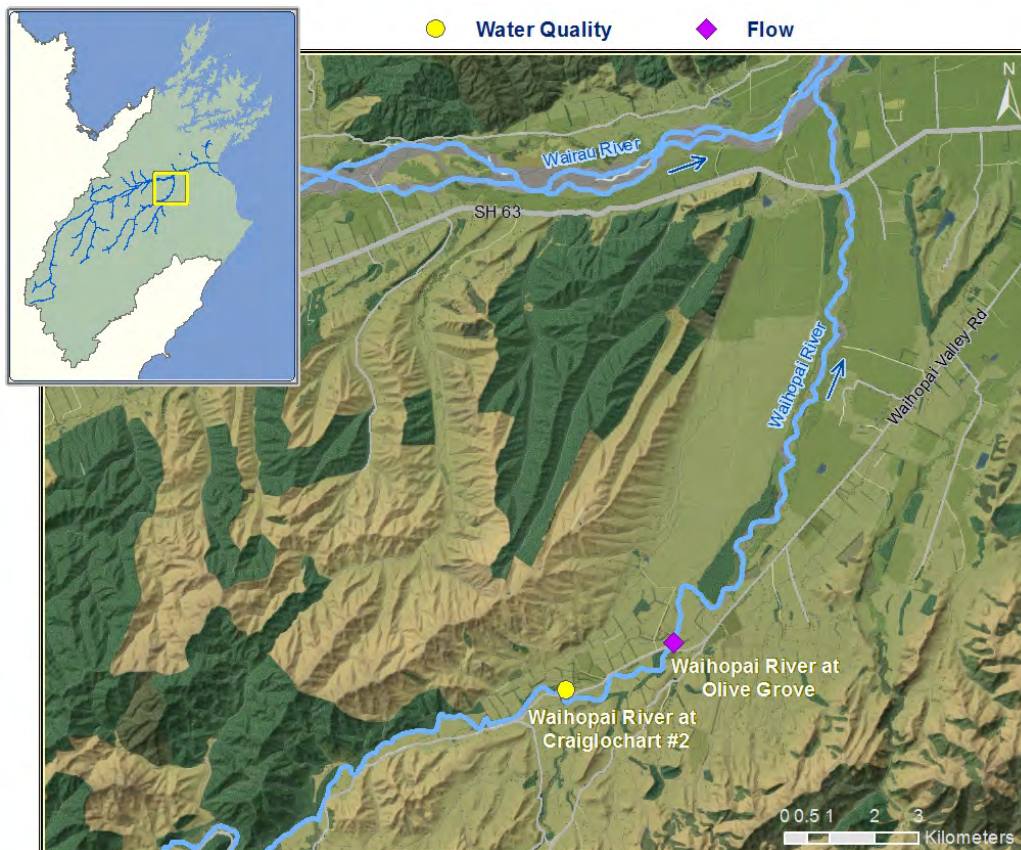 Water Quality
Flow
N
Wairau River
SH 63
Waihopai River
Waihopai Valley Rd
Waihopai River at
Olive Grove
Waihopai River at
Craiglochart #2
0 0.5 1 2 3
Kilometers